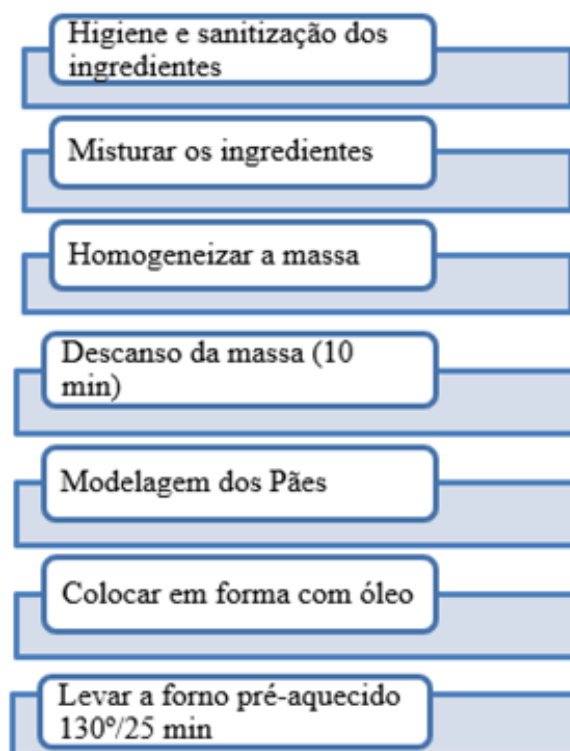 Higiene e sanitização dos
ingredientes
Misturar os ingredientes
Homogeneizar a massa
Descanso da massa (10
min)
Modelagem dos Pães
Colocar em forma com óleo
Levar a forno pré-aquecido
130º/25 min